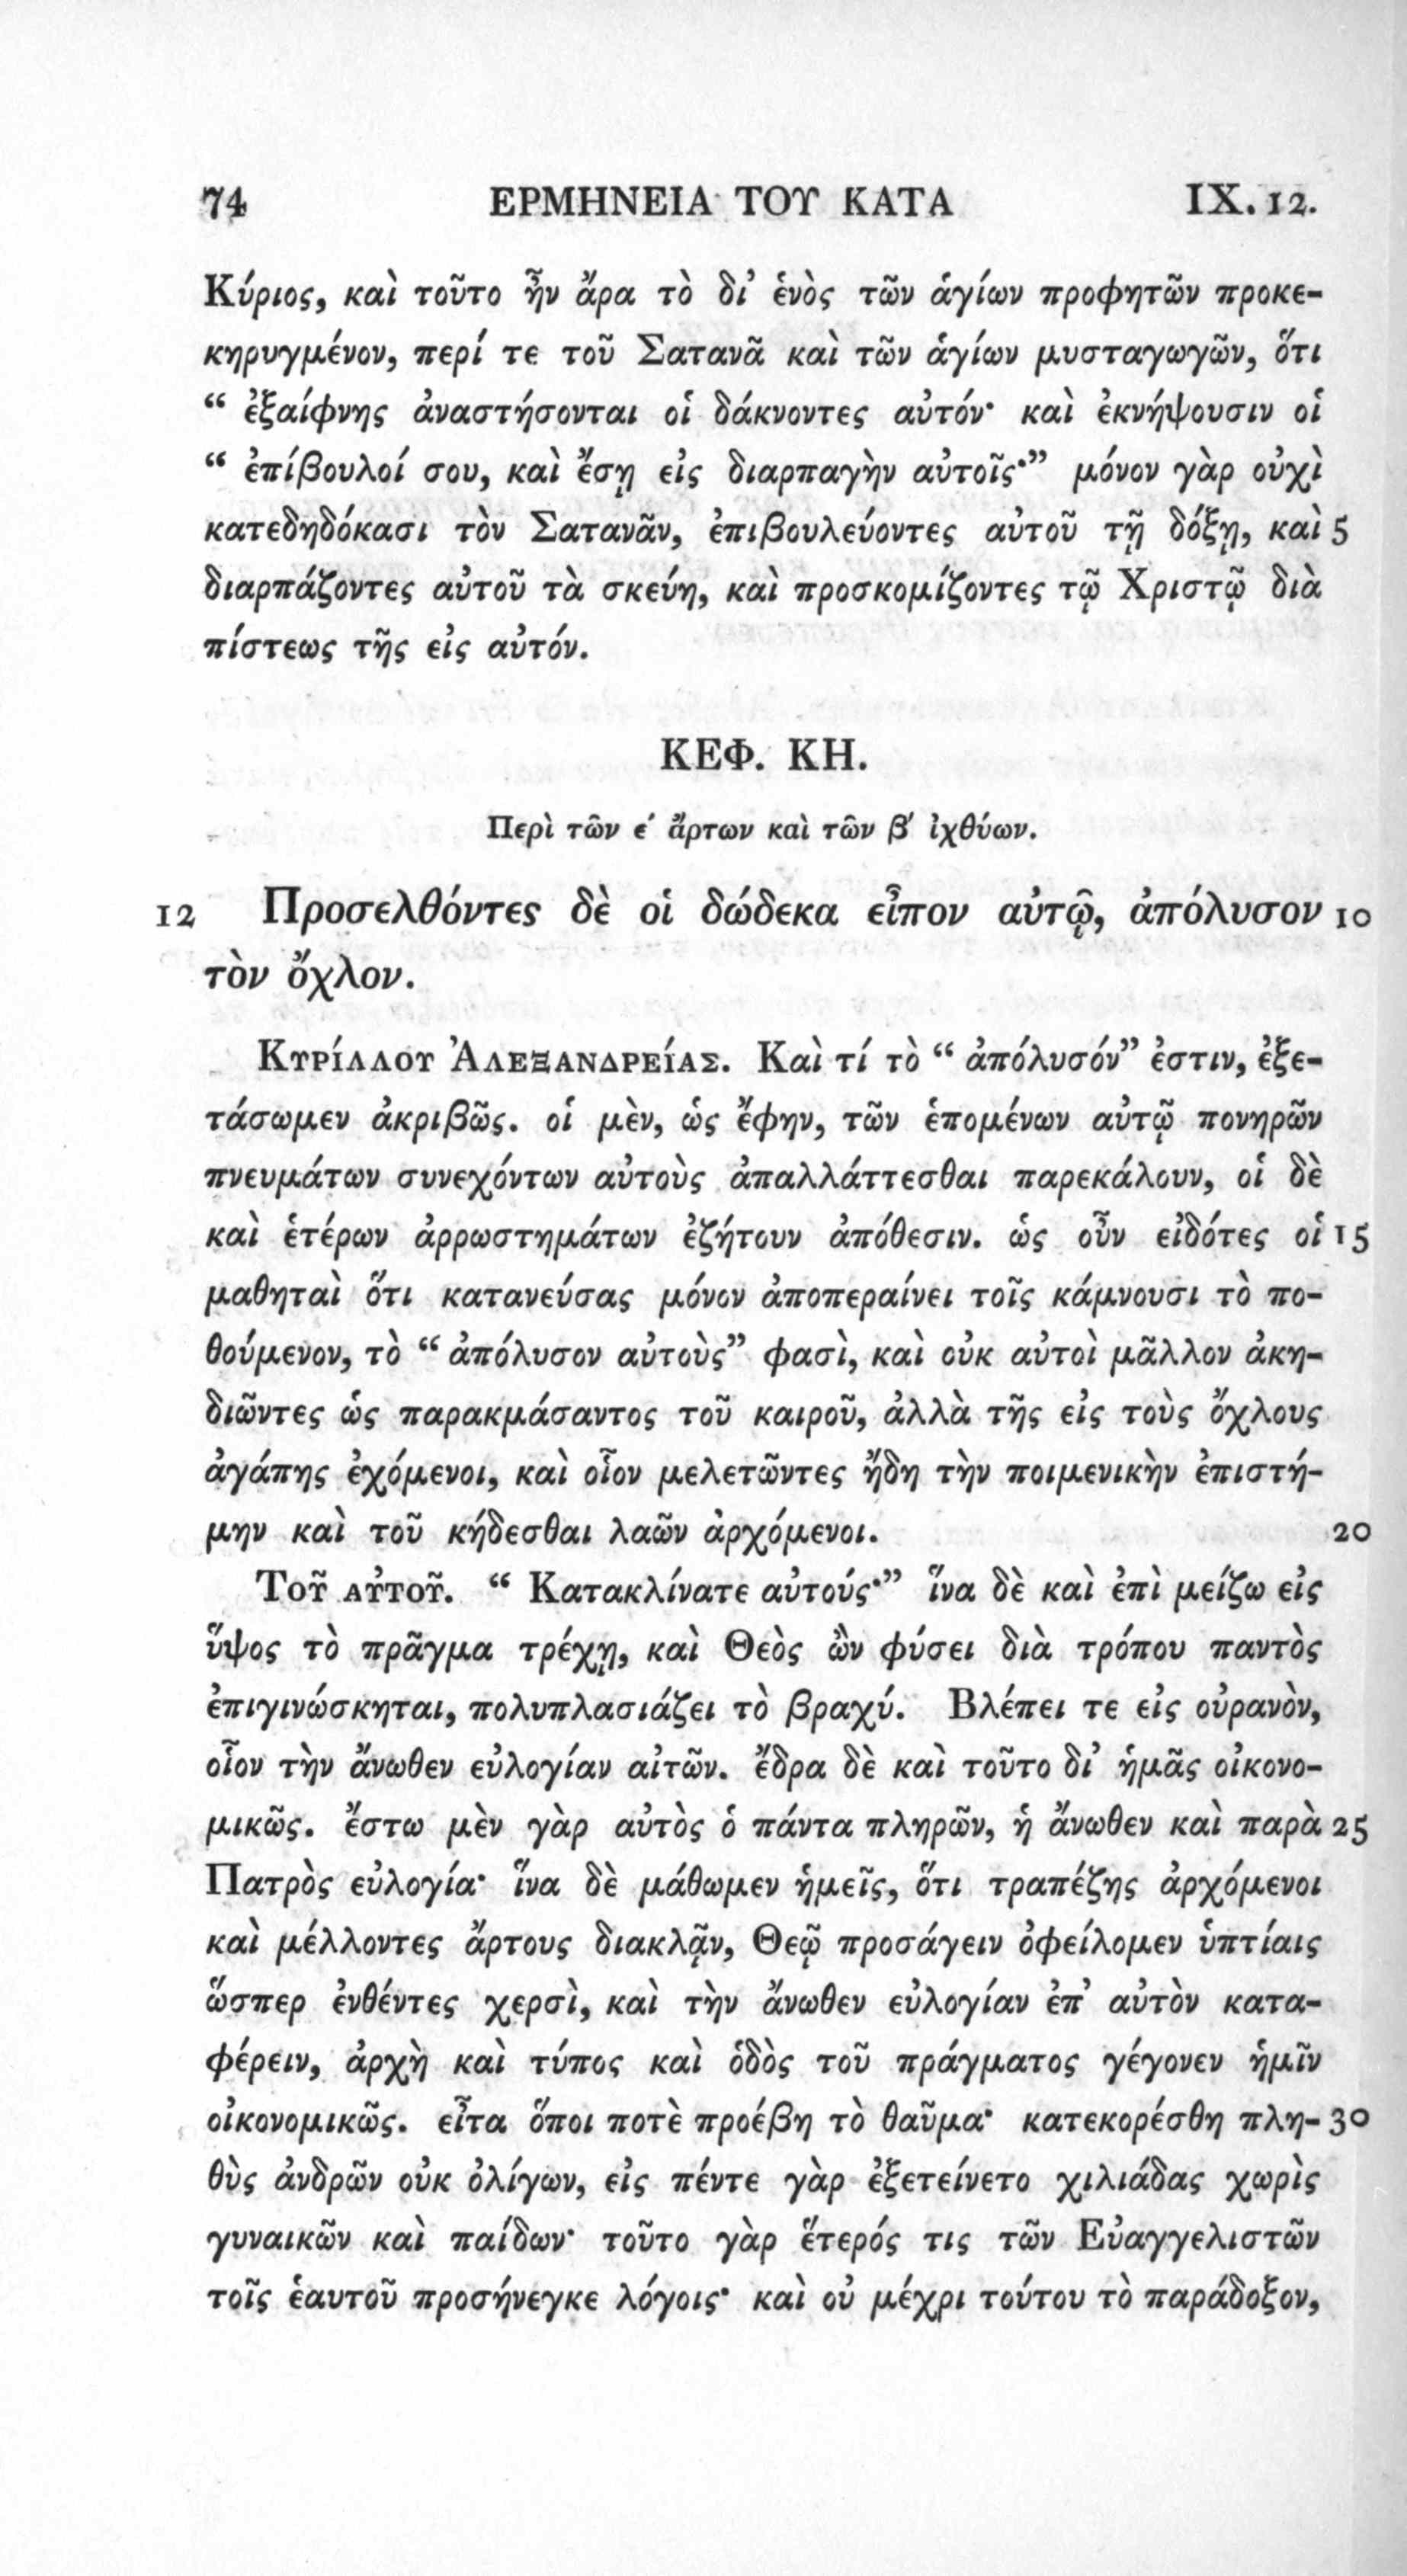 74 ΕΡΜΗΝΕΙΑ ΤΟΥ ΚΑΤΑ IX. 12.
Κύριος, καὶ τοῦτο ἦν ἄρα τὸ δι’ ἑνὸς τῶν ἁγίων προφητῶν προκε-
κηρυγμένον, περί τε τοῦ Σατανᾶ καὶ τῶν ἁγίων μυσταγωγῶν, ὅτι
“ ἐξαίφνης ἀναστήσονται οἱ δάκνοντες αὐτόν· καὶ ἐκνήψουσιν οἱ
“ ἐπίβουλοί σου, καὶ ἔσῃ εἰς διαρπαγὴν αὐτοῖς·” μόνον γὰρ οὐχὶ
κατεδηδόκασι τὸν Σατανᾶν, ἐπιβουλεύοντες αὐτοῦ τῇ δόξῃ, καὶ 5
διαρπάζοντες αὐτοῦ τὰ σκεύη, καὶ προσκομίζοντες τῷ Χριστῷ διὰ
πίστεως τῆς εἰς αὐτόν.
ΚΕΦ. ΚΗ.
Περὶ τῶν ε′ ἄρτων καὶ τῶν β′ ἰχθύων.
12 Προσελθόντες δὲ οἱ δώδεκα εἶπον αὐτῷ, ἀπόλυσον 10
τὸν ὄχλον.
Κυρίλλου Ἀλεξανδρείας. Καὶ τί τὸ “ ἀπόλυσόν” ἐστιν, ἐξε-
τάσωμεν ἀκριβῶς. οἱ μὲν, ὡς ἔφην, τῶν ἑπομένων αὐτῷ πονηρῶν
πνευμάτων συνεχόντων αὐτοὺς ἀπαλλάττεσθαι παρεκάλουν, οἱ δὲ
καὶ ἑτέρων ἀρρωστημάτων ἐζήτουν ἀπόθεσιν. ὡς οὖν εἰδότες οἱ 15
μαθηταὶ ὅτι κατανεύσας μόνον ἀποπεραίνει τοῖς κάμνουσι τὸ πο-
θούμενον, τὸ “ ἀπόλυσον αὐτοὺς” φασὶ, καὶ οὐκ αὐτοὶ μᾶλλον ἀκη-
διῶντες ὡς παρακμάσαντος τοῦ καιροῦ, ἀλλὰ τῆς εἰς τοὺς ὄχλους
ἀγάπης ἐχόμενοι, καὶ οἷον μελετῶντες ἤδη τὴν ποιμενικὴν ἐπιστή-
μην καὶ τοῦ κήδεσθαι λαῶν ἀρχόμενοι. 20
Τοῦ αὐτοῦ. “ Κατακλίνατε αὐτούς·” ἵνα δὲ καὶ ἐπὶ μείζω εἰς
ὕψος τὸ πρᾶγμα τρέχῃ, καὶ Θεὸς ὢν φύσει διὰ τρόπου παντὸς
ἐπιγινώσκηται, πολυπλασιάζει τὸ βραχύ. Βλέπει τε εἰς οὐρανὸν,
οἷον τὴν ἄνωθεν εὐλογίαν αἰτῶν. ἔδρα δὲ καὶ τοῦτο δι’ ἡμᾶς οἰκονο-
μικῶς. ἔστω μὲν γὰρ αὐτὸς ὁ πάντα πληρῶν, ἡ ἄνωθεν καὶ παρὰ 25
Πατρὸς εὐλογία· ἵνα δὲ μάθωμεν ἡμεῖς, ὅτι τραπέζης ἀρχόμενοι
καὶ μέλλοντες ἄρτους διακλᾷν, Θεῷ προσάγειν ὀφείλομεν ὑπτίαις
ὥσπερ ἐνθέντες χερσὶ, καὶ τὴν ἄνωθεν εὐλογίαν ἐπ’ αὐτὸν κατα-
φέρειν, ἀρχὴ καὶ τύπος καὶ ὁδὸς τοῦ πράγματος γέγονεν ἡμῖν
οἰκονομικῶς. εἶτα ὅποι ποτὲ προέβη τὸ θαῦμα· κατεκορέσθη πλη- 30
θὺς ἀνδρῶν οὐκ ὀλίγων, εἰς πέντε γὰρ ἐξετείνετο χιλιάδας χωρὶς
γυναικῶν καὶ παίδων· τοῦτο γὰρ ἕτερός τις τῶν Εὐαγγελιστῶν
τοῖς ἑαυτοῦ προσήνεγκε λόγοις· καὶ οὐ μέχρι τούτου τὸ παράδοξον,